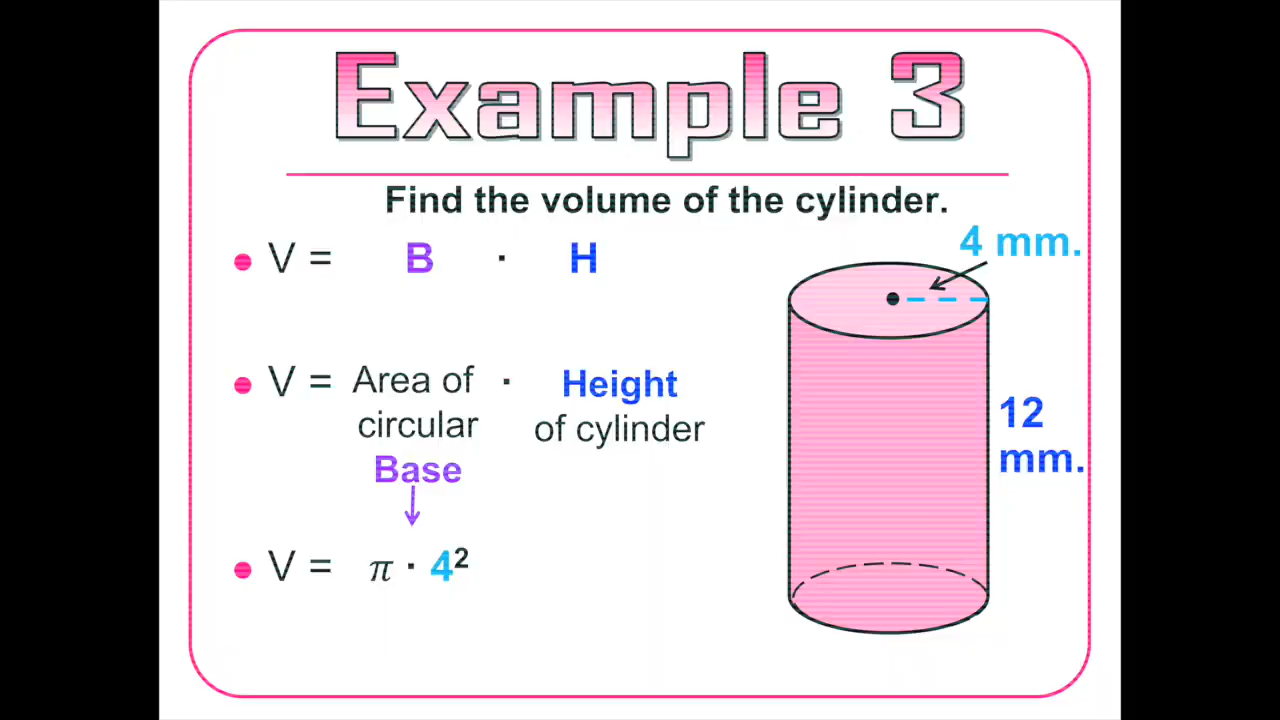 Example 3
Find the volume of the cylinder.
• V = B · H
4 mm.
• V = Area of circular Base · Height of cylinder
12 mm.
• V = π · 4²